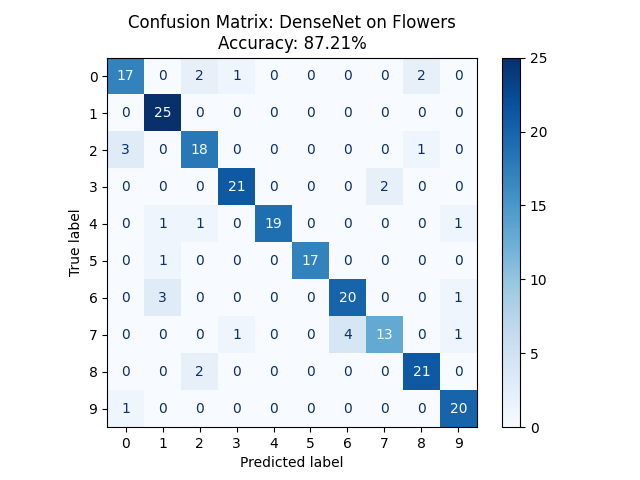 Confusion Matrix: DenseNet on Flowers
Accuracy: 87.21%
0 17 0 2 1 0 0 0 0 2 0
1 0 25 0 0 0 0 0 0 0 0
2 3 0 18 0 0 0 0 0 1 0
3 0 0 0 21 0 0 0 2 0 0
4 0 1 1 0 19 0 0 0 0 1
5 0 1 0 0 0 17 0 0 0 0
6 0 3 0 0 0 0 20 0 0 1
7 0 0 0 1 0 0 4 13 0 1
8 0 0 2 0 0 0 0 0 21 0
9 1 0 0 0 0 0 0 0 0 20
0 1 2 3 4 5 6 7 8 9
Predicted label
True label
25
20
15
10
5
0